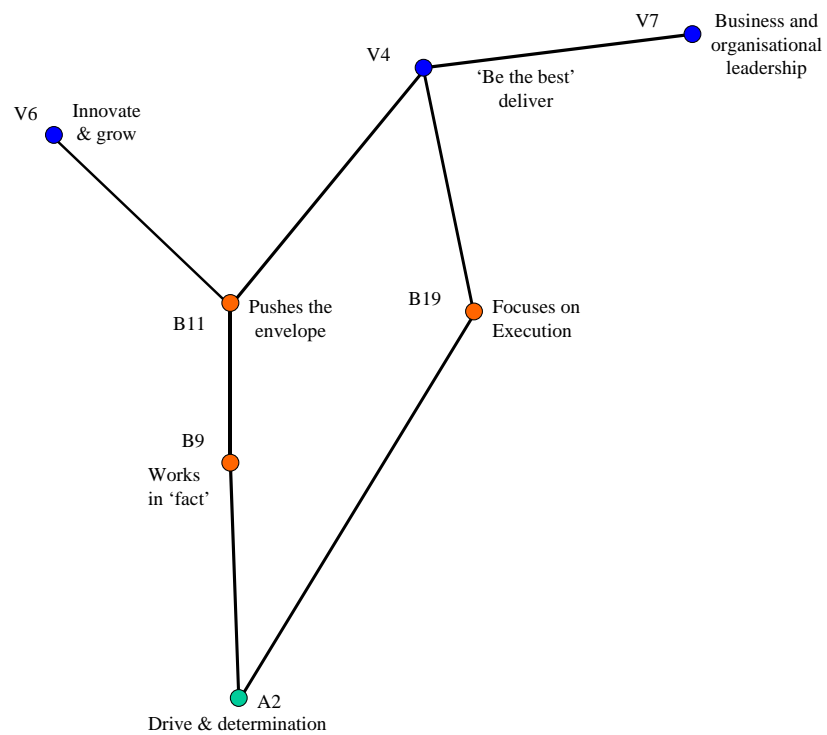 V7
Business and
organisational
leadership
V4
‘Be the best’
deliver
V6
Innovate
& grow
B11
Pushes the
envelope
B19
Focuses on
Execution
B9
Works
in ‘fact’
A2
Drive & determination